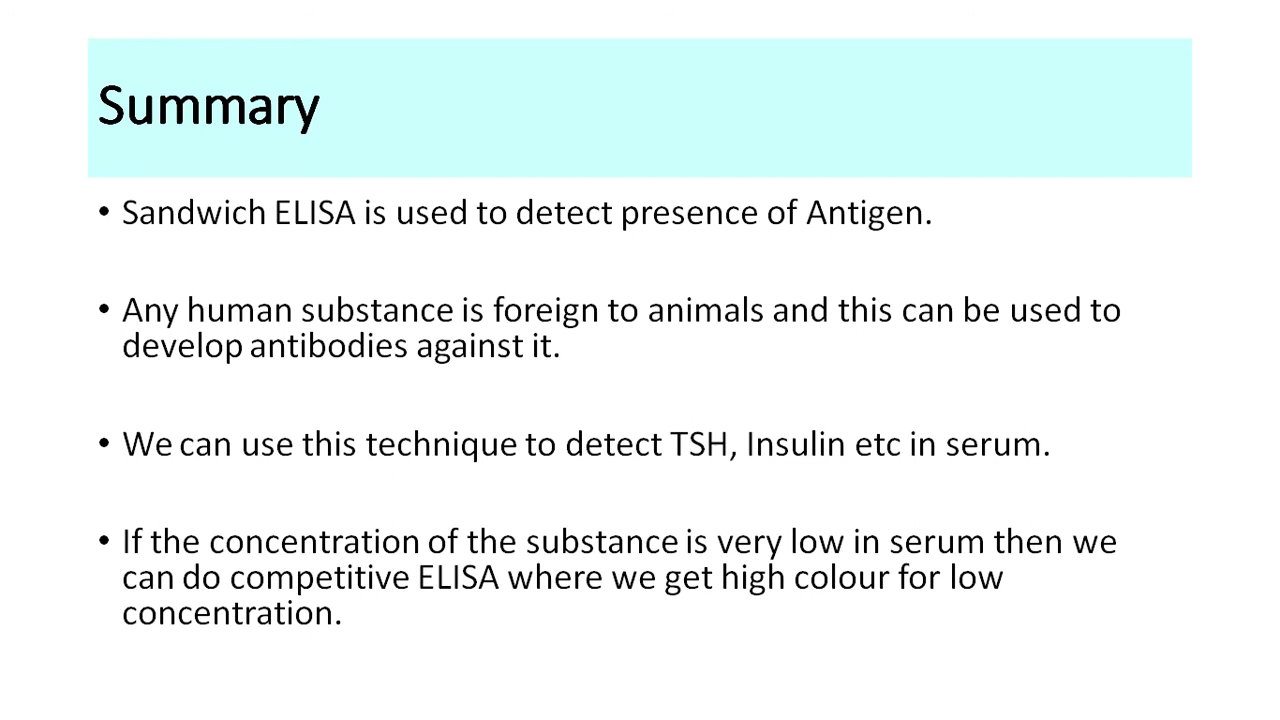 Summary
• Sandwich ELISA is used to detect presence of Antigen.
• Any human substance is foreign to animals and this can be used to
develop antibodies against it.
• We can use this technique to detect TSH, Insulin etc in serum.
• If the concentration of the substance is very low in serum then we
can do competitive ELISA where we get high colour for low
concentration.